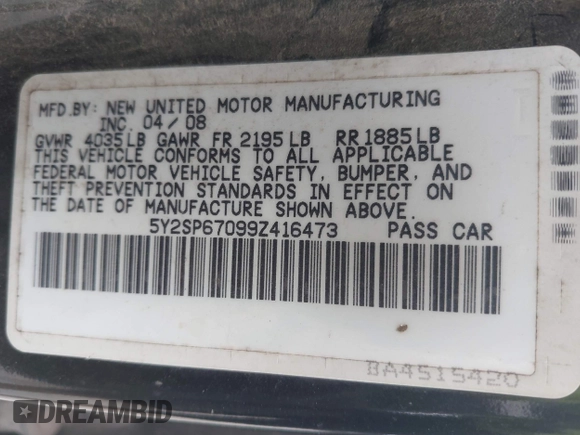 MFD.BY: NEW UNITED MOTOR MANUFACTURING
INC. 04/08
GVWR 4035LB GAWR FR 2195LB RR1885LB
THIS VEHICLE CONFORMS TO ALL APPLICABLE
FEDERAL MOTOR VEHICLE SAFETY, BUMPER, AND
THEFT PREVENTION STANDARDS IN EFFECT ON
THE DATE OF MANUFACTURE SHOWN ABOVE.
5Y2SP67099Z416473 PASS CAR
BA4515420
DREAMBID